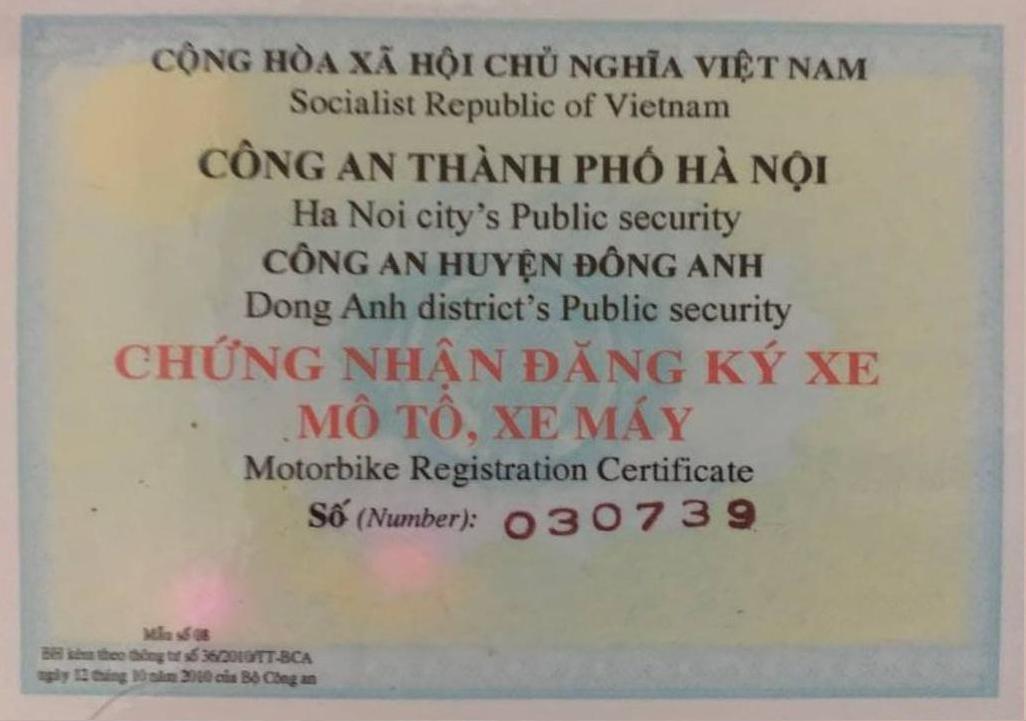 CỘNG HÒA XÃ HỘI CHỦ NGHĨA VIỆT NAM
Socialist Republic of Vietnam
CÔNG AN THÀNH PHỐ HÀ NỘI
Ha Noi city's Public security
CÔNG AN HUYỆN ĐÔNG ANH
Dong Anh district's Public security
CHỨNG NHẬN ĐĂNG KÝ XE
MÔ TÔ, XE MÁY
Motorbike Registration Certificate
Số (Number): 030739
Mẫu số 08
BH kèm theo thông tư số 36/2010/TT-BCA
ngày 12 tháng 10 năm 2010 của Bộ Công an